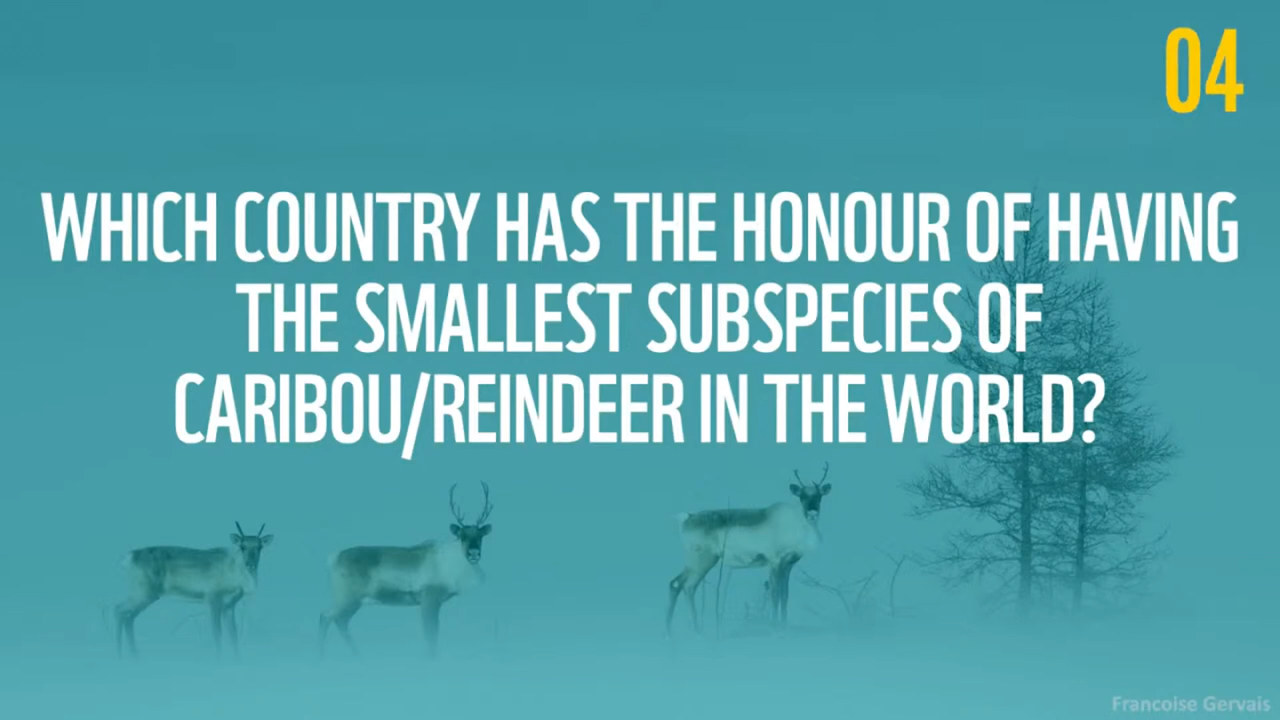 04
WHICH COUNTRY HAS THE HONOUR OF HAVING
THE SMALLEST SUBSPECIES OF
CARIBOU/REINDEER IN THE WORLD?
Francoise Gervais